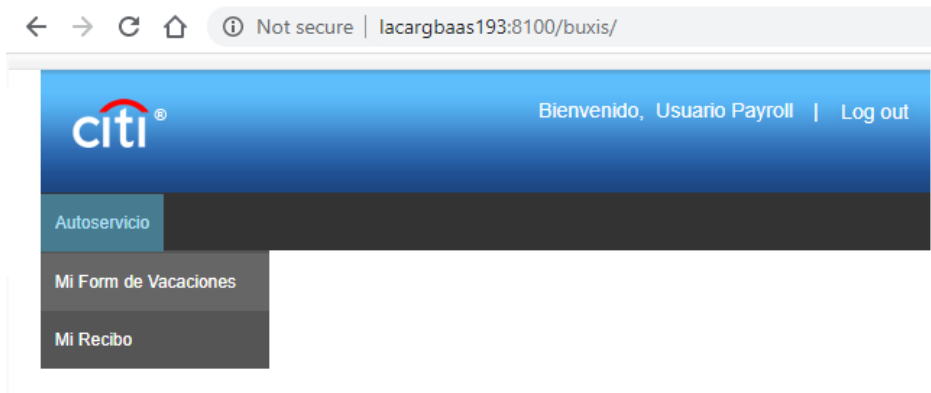 Not secure | lacargbaas193:8100/buxis/
citi®
Bienvenido, Usuario Payroll | Log out
Autoservicio
Mi Form de Vacaciones
Mi Recibo